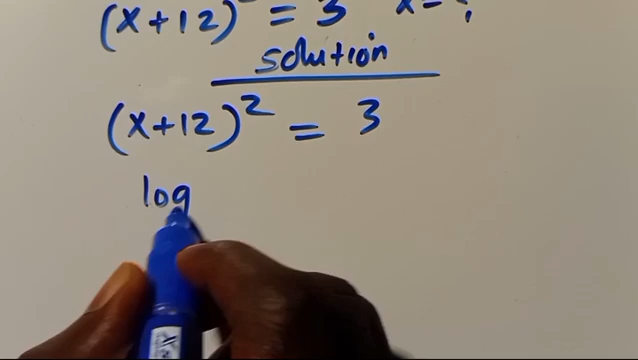 (x+12) = 3 x= ?
solution
(x+12)² = 3
log